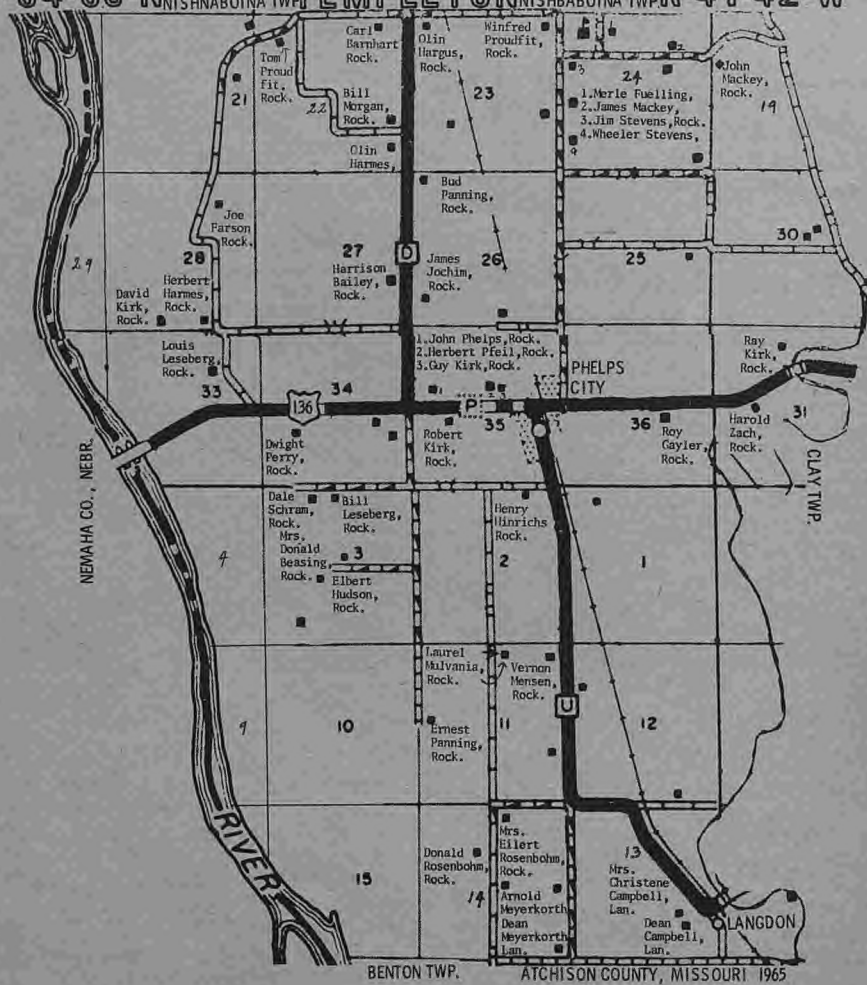 64-65 N NISHNABOTNA TWP. TEMPLETON NISHBABOTNA TWP. R 41-42 W
Carl
Barnhart
Rock.
Olin
Hargus,
Rock.
Winfred
Proudfit,
Rock.
Tom
Proud
fit.
Rock.
21
22
Bill
Morgan,
Rock.
23
Olin
Harmes,
2
3
24
1.Merle Fuelling,
2.James Mackey,
3.Jim Stevens,Rock.
4.Wheeler Stevens,
John
Mackey,
Rock.
19
Joe
Farson
Rock.
Bud
Panning,
Rock.
29
28
27
D
26
25
30
David
Kirk,
Rock.
Herbert
Harmes,
Rock.
Harrison
Bailey,
Rock.
James
Jochim,
Rock.
Louis
Leseberg,
Rock.
33
34
1.John Phelps,Rock.
2.Herbert Pfeil,Rock.
3.Guy Kirk,Rock.
PHELPS
CITY
Ray
Kirk,
Rock.
136
1
P
35
36
31
Dwight
Perry,
Rock.
Robert
Kirk,
Rock.
Roy
Gayler,
Rock.
Harold
Zach,
Rock.
NEMAHA CO., NEBR.
CLAY TWP.
Dale
Schram,
Rock.
Bill
Leseberg,
Rock.
Henry
Hinrichs
Rock.
4
Mrs.
Donald
Beasing,
Rock.
3
2
1
Elbert
Hudson,
Rock.
Laurel
Mulvania,
Rock.
Vernon
Mensen,
Rock.
U
9
10
11
12
Ernest
Panning,
Rock.
RIVER
15
Donald
Rosenbohm,
Rock.
14
Mrs.
Eilert
Rosenbohm,
Rock.
Arnold
Meyerkorth
Dean
Meyerkorth
Lan.
13
Mrs.
Christene
Campbell,
Lan.
Dean
Campbell,
Lan.
LANGDON
BENTON TWP.
ATCHISON COUNTY, MISSOURI 1965